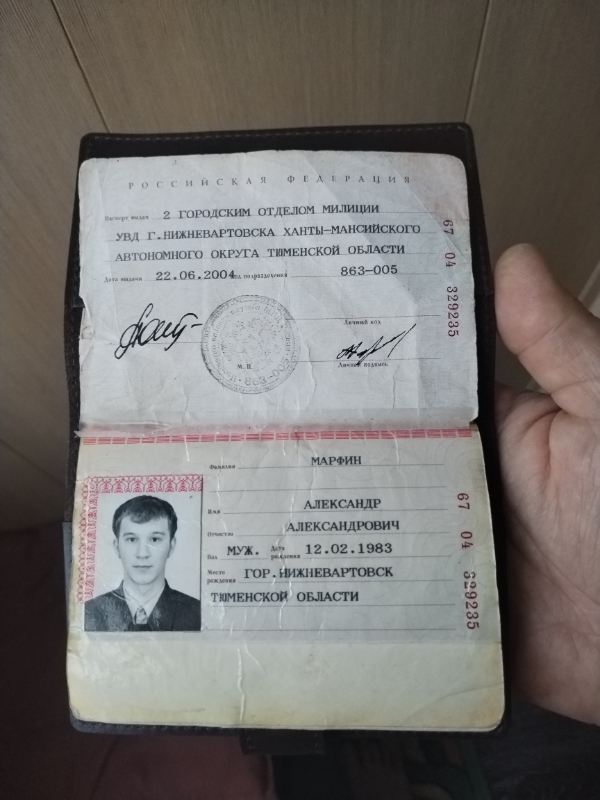 РОССИЙСКАЯ ФЕДЕРАЦИЯ
Паспорт выдан 2 ГОРОДСКИМ ОТДЕЛОМ МИЛИЦИИ
УВД Г.НИЖНЕВАРТОВСКА ХАНТЫ-МАНСИЙСКОГО
АВТОНОМНОГО ОКРУГА ТЮМЕНСКОЙ ОБЛАСТИ
Дата выдачи 22.06.2004 Код подразделения 863-005
Личный код
М.П.
Личная подпись
863-005
67 04 329235
Фамилия МАРФИН
Имя АЛЕКСАНДР
Отчество АЛЕКСАНДРОВИЧ
Пол МУЖ. Дата рождения 12.02.1983
Место рождения ГОР.НИЖНЕВАРТОВСК
ТЮМЕНСКОЙ ОБЛАСТИ
67 04 329235